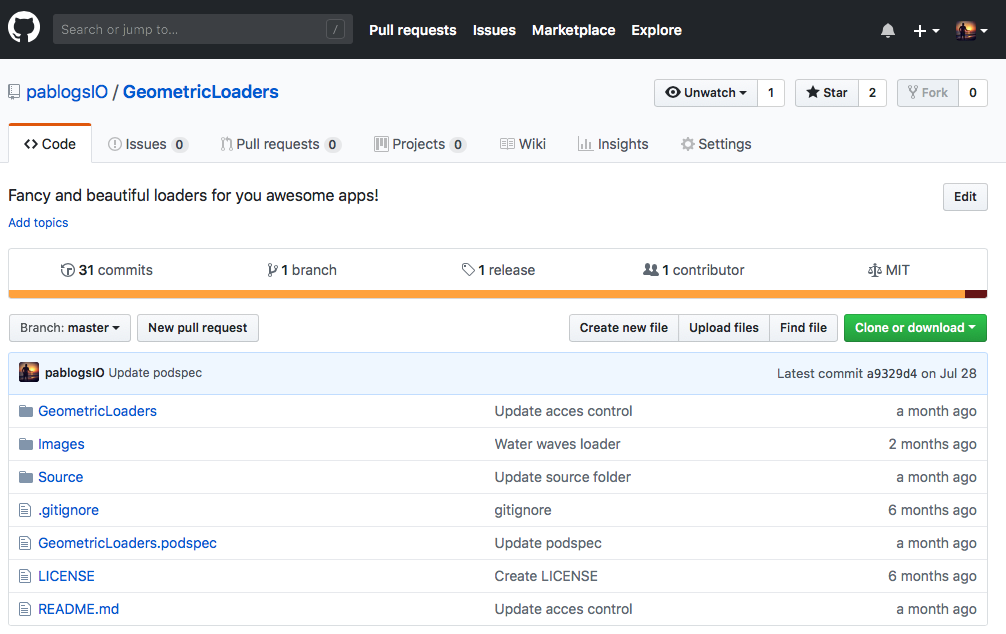 Search or jump to... / Pull requests Issues Marketplace Explore
pablogsIO / GeometricLoaders Unwatch 1 Star 2 Fork 0
Code Issues 0 Pull requests 0 Projects 0 Wiki Insights Settings
Fancy and beautiful loaders for you awesome apps! Edit
Add topics
31 commits 1 branch 1 release 1 contributor MIT
Branch: master New pull request Create new file Upload files Find file Clone or download
pablogsIO Update podspec Latest commit a9329d4 on Jul 28
GeometricLoaders Update acces control a month ago
Images Water waves loader 2 months ago
Source Update source folder a month ago
.gitignore gitignore 6 months ago
GeometricLoaders.podspec Update podspec a month ago
LICENSE Create LICENSE 6 months ago
README.md Update acces control a month ago